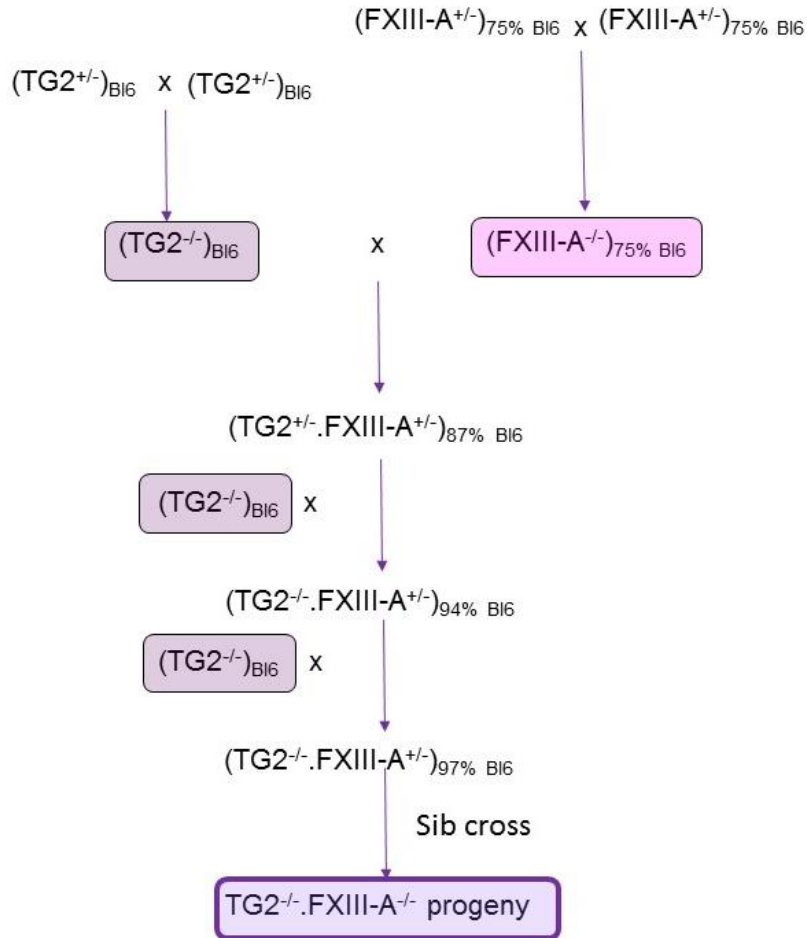 (FXIII-A+/-)75% Bl6 x (FXIII-A+/-)75% Bl6
(TG2+/-)Bl6 x (TG2+/-)Bl6
(TG2-/-)Bl6 x (FXIII-A-/-)75% Bl6
(TG2+/-.FXIII-A+/-)87% Bl6
(TG2-/-)Bl6 x
(TG2-/-.FXIII-A+/-)94% Bl6
(TG2-/-)Bl6 x
(TG2-/-.FXIII-A+/-)97% Bl6
Sib cross
TG2-/-.FXIII-A-/- progeny